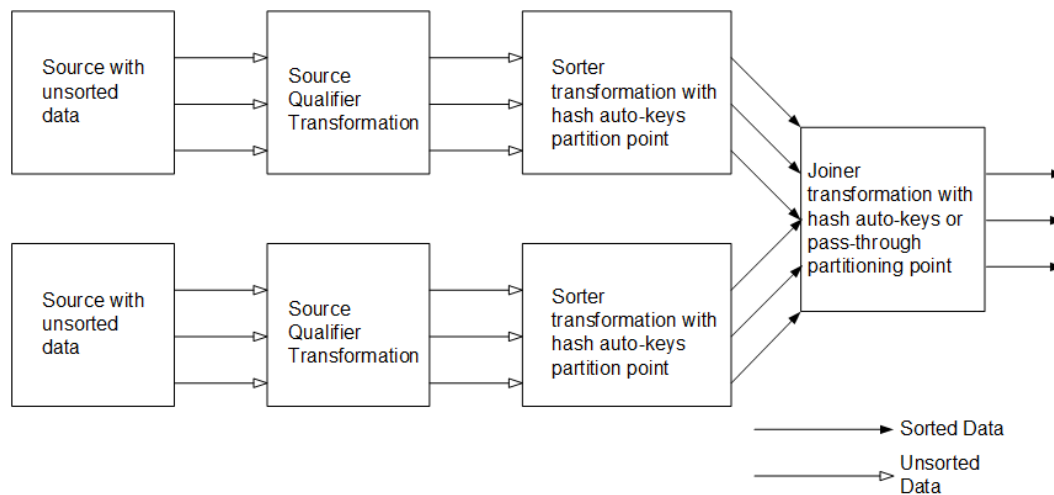 Source with
unsorted
data
Source
Qualifier
Transformation
Sorter
transformation with
hash auto-keys
partition point
Joiner
transformation with
hash auto-keys or
pass-through
partitioning point
Source with
unsorted
data
Source
Qualifier
Transformation
Sorter
transformation with
hash auto-keys
partition point
Sorted Data
Unsorted
Data